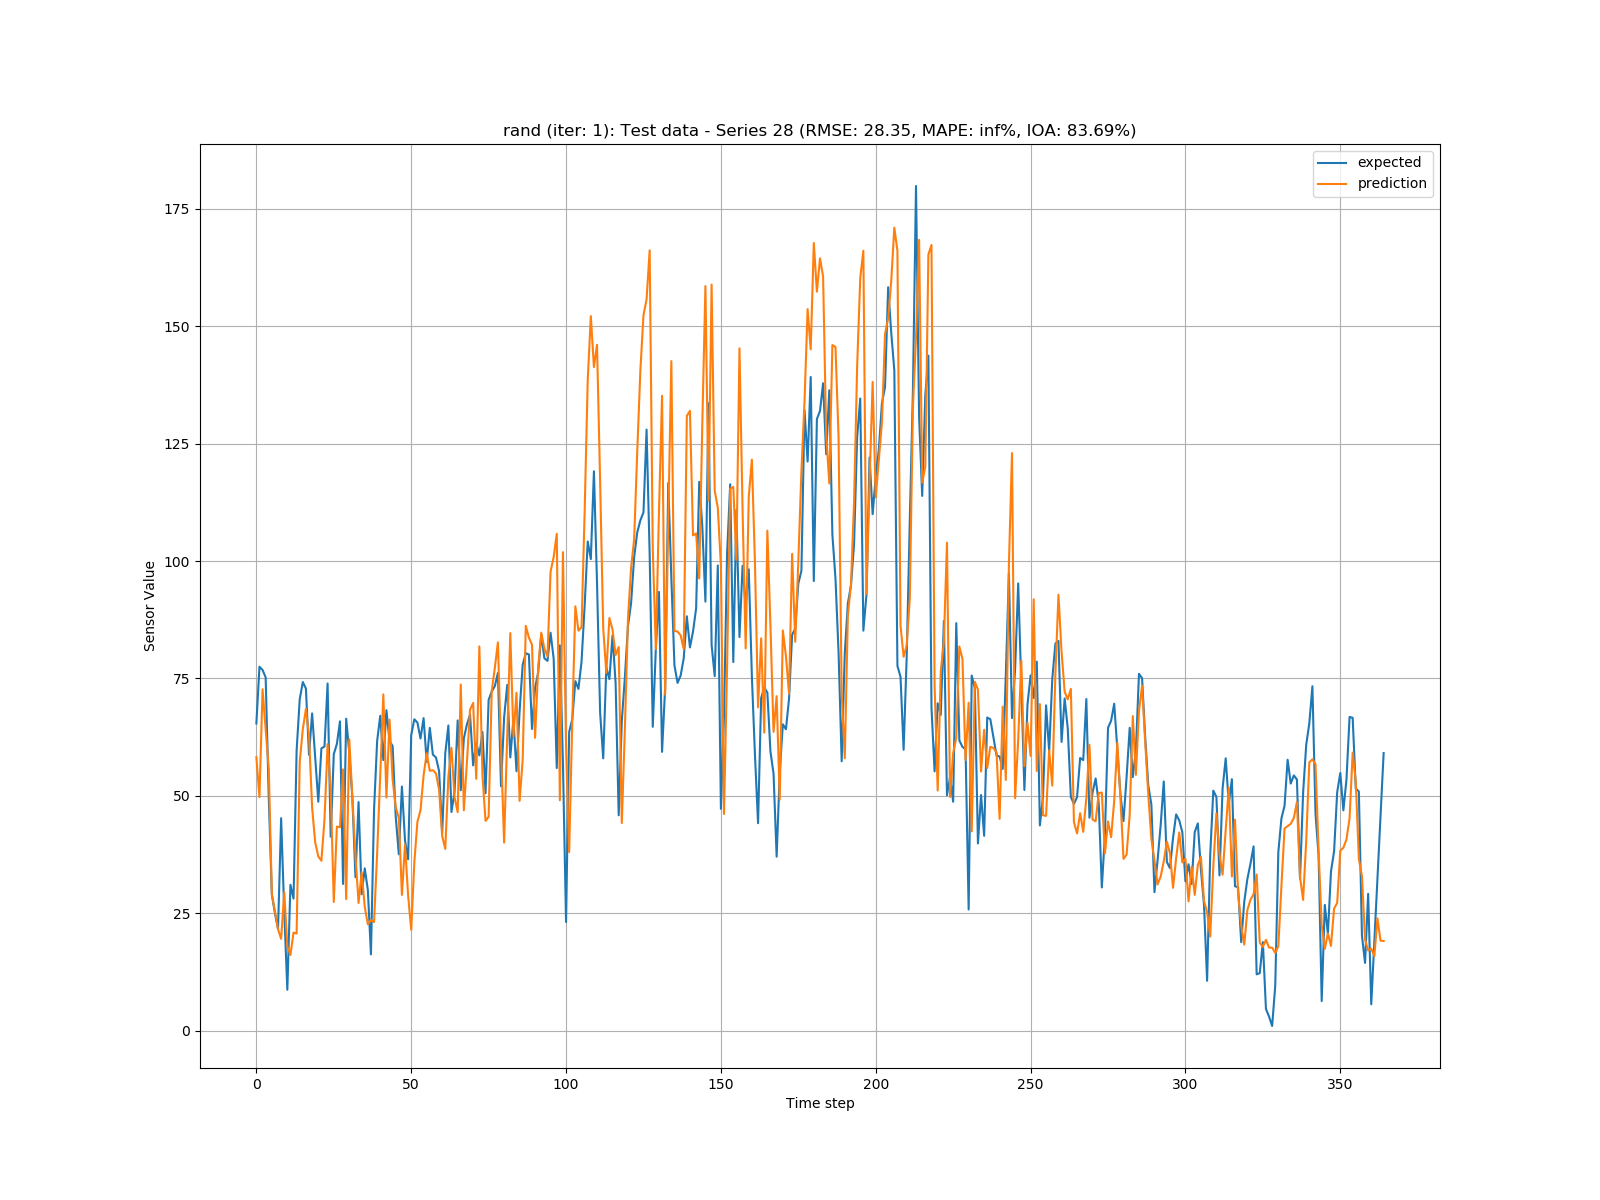 rand (iter: 1): Test data - Series 28 (RMSE: 28.35, MAPE: inf%, IOA: 83.69%)
expected
prediction
175
150
125
100
75
50
25
0
Sensor Value
0 50 100 150 200 250 300 350
Time step